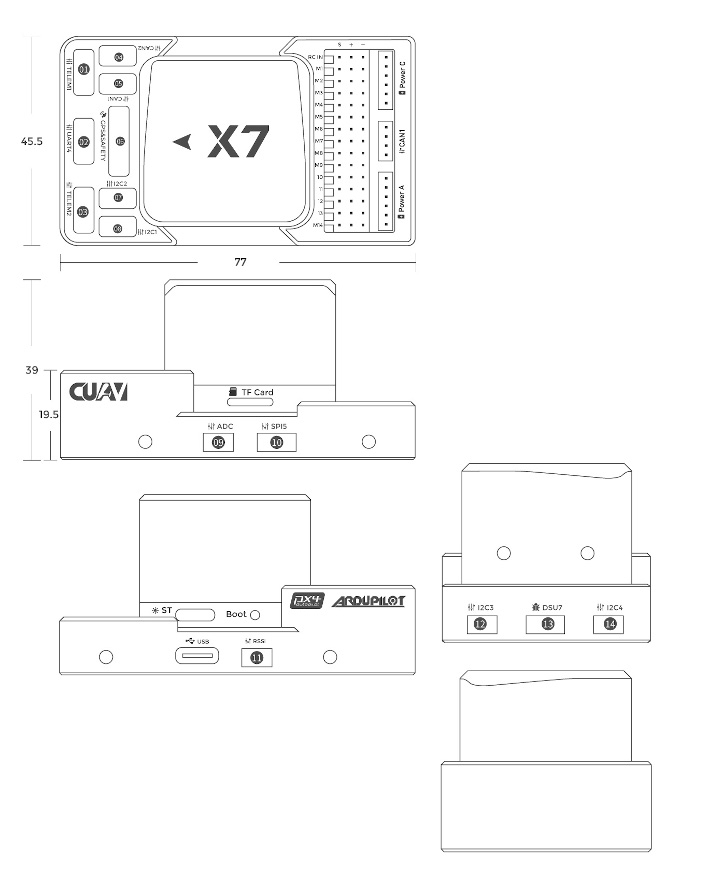 S + −
RC IN
M1
M2
M3
M4
M5
M6
M7
M8
M9
10
11
12
13
M14
Power C
CAN1
Power A
TELEM1
01
UART4
02
TELEM2
03
04
CAN2
05
CAN1
GPS&SAFETY
I2C2
07
08
I2C1
X7
45.5
77
39
19.5
CUAV
TF Card
ADC
SPI5
09
10
ST
Boot
PX4
autopilot
ARDUPILOT
USB
RSSI
11
I2C3
DSU7
I2C4
12
13
14